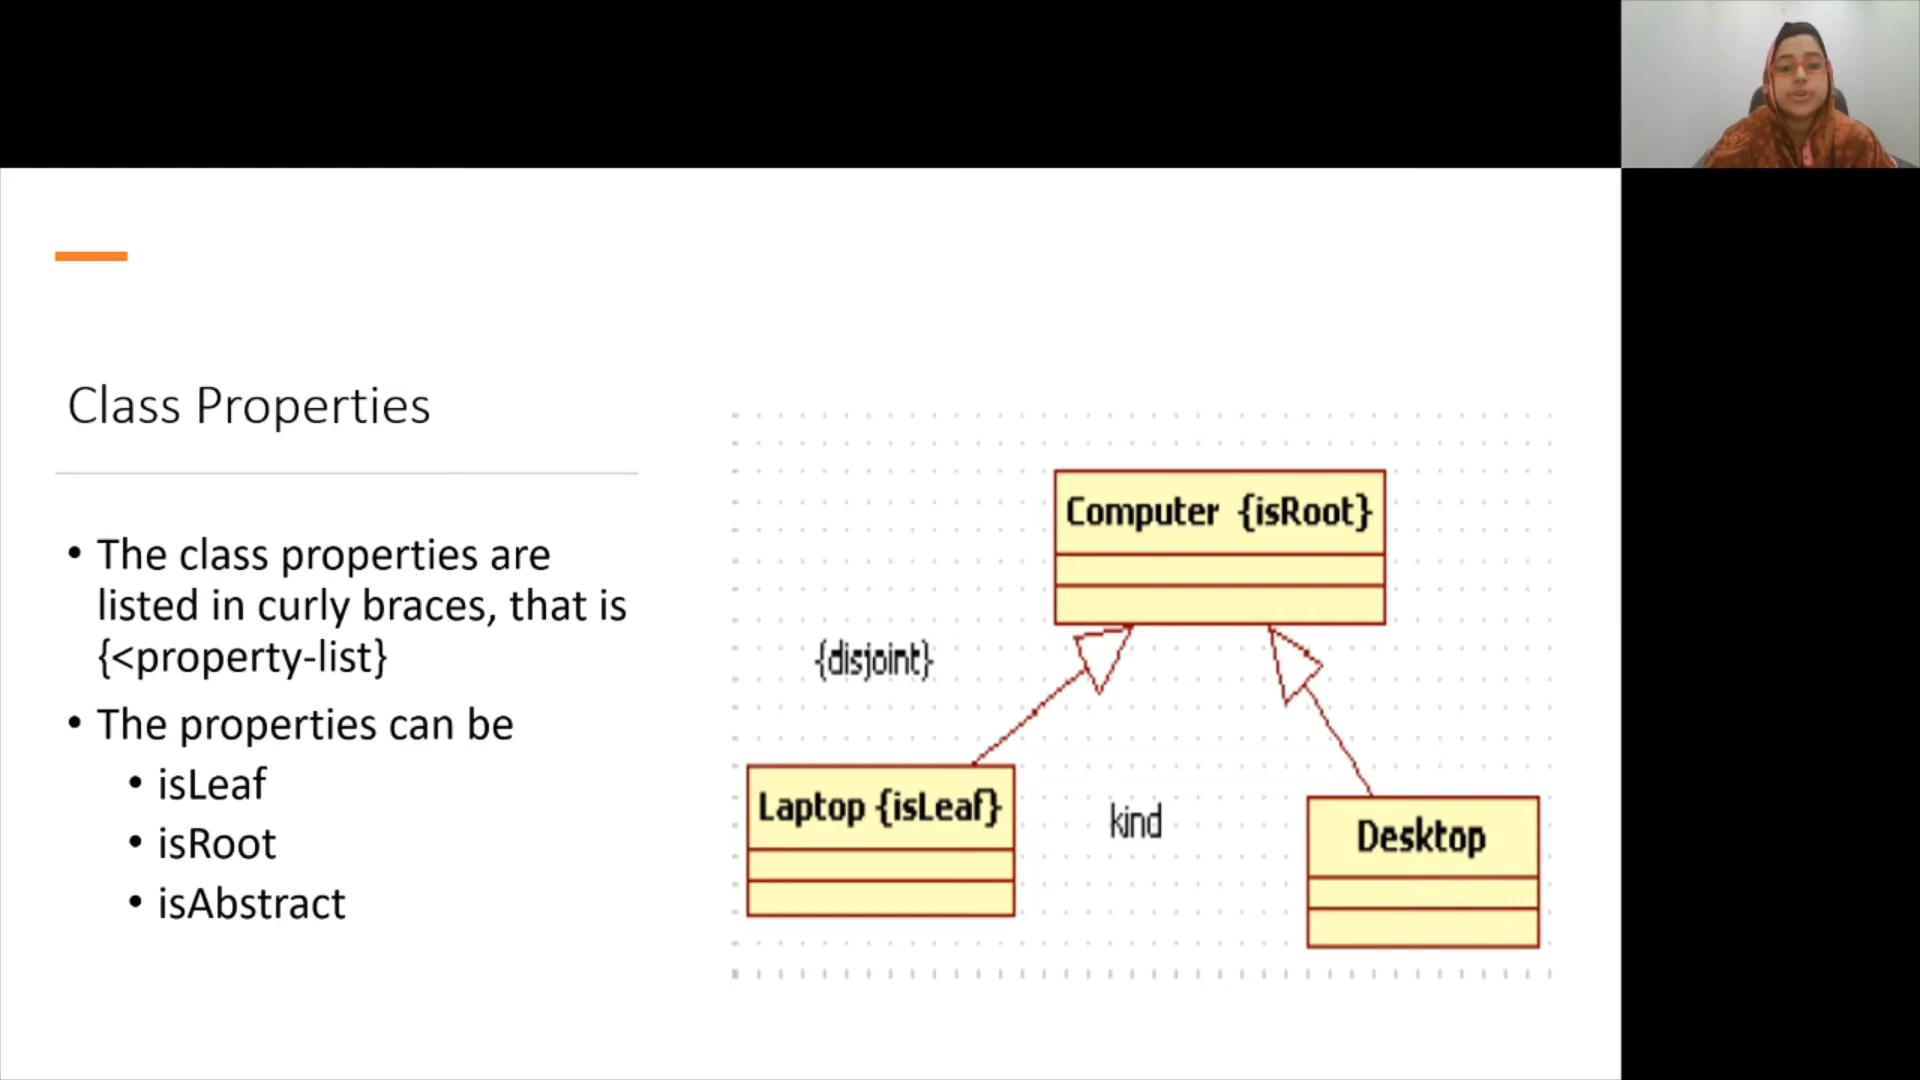 Class Properties
• The class properties are
listed in curly braces, that is
{<property-list}
• The properties can be
• isLeaf
• isRoot
• isAbstract
Computer {isRoot}
{disjoint}
Laptop {isLeaf}
kind
Desktop